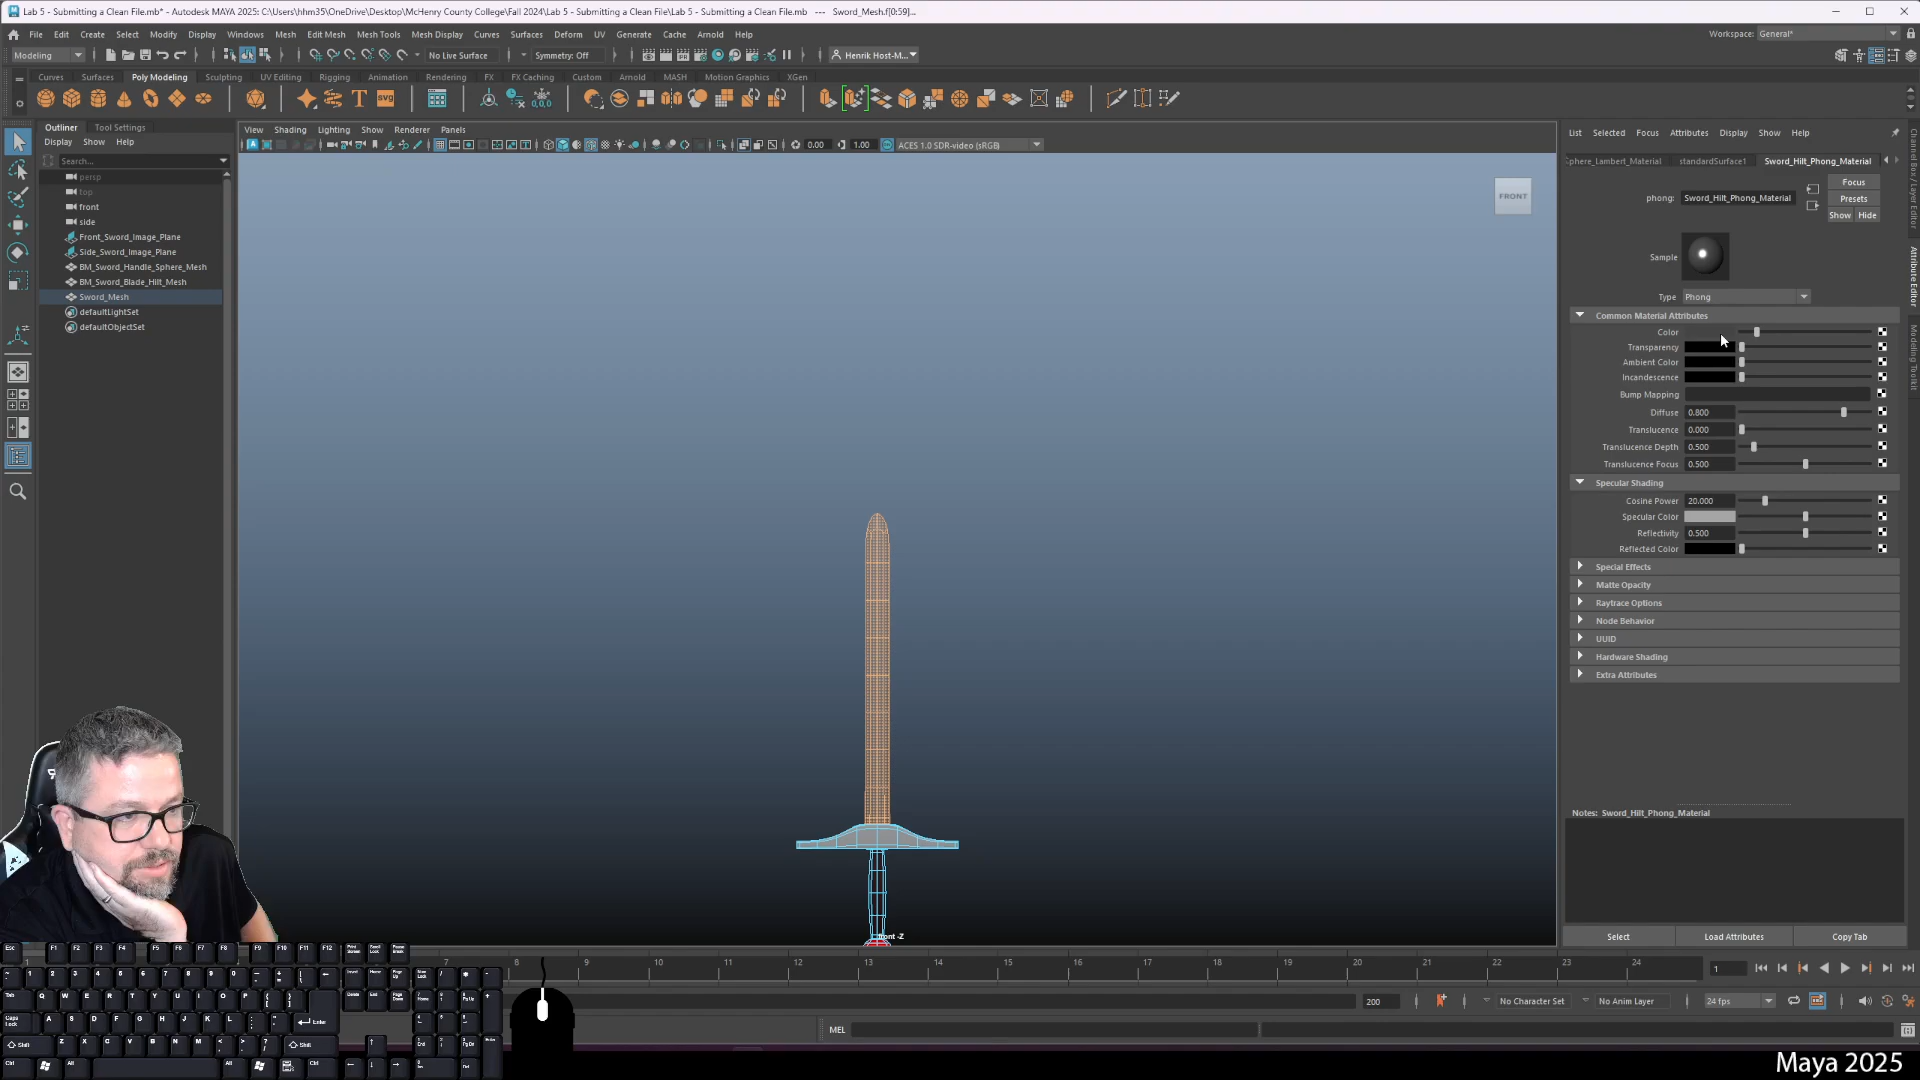 Lab 5 - Submitting a Clean File.mb* - Autodesk MAYA 2025: C:\Users\hhm35\OneDrive\Desktop\McHenry County College\Fall 2024\Lab 5 - Submitting a Clean File\Lab 5 - Submitting a Clean File.mb --- Sword_Mesh.f[0:59]...
File Edit Create Select Modify Display Windows Mesh Edit Mesh Mesh Tools Mesh Display Curves Surfaces Deform UV Generate Cache Arnold Help
Workspace: General*
Modeling No Live Surface Symmetry: Off Henrik Host-M...
Curves Surfaces Poly Modeling Sculpting UV Editing Rigging Animation Rendering FX FX Caching Custom Arnold MASH Motion Graphics XGen
Outliner Tool Settings
Display Show Help
Search...
persp
top
front
side
Front_Sword_Image_Plane
Side_Sword_Image_Plane
BM_Sword_Handle_Sphere_Mesh
BM_Sword_Blade_Hilt_Mesh
Sword_Mesh
defaultLightSet
defaultObjectSet
View Shading Lighting Show Renderer Panels
0.00 1.00 ACES 1.0 SDR-video (sRGB)
FRONT
front -Z
List Selected Focus Attributes Display Show Help
phere_Lambert_Material standardSurface1 Sword_Hilt_Phong_Material
phong: Sword_Hilt_Phong_Material
Focus
Presets
Show Hide
Sample
Type Phong
Common Material Attributes
Color
Transparency
Ambient Color
Incandescence
Bump Mapping
Diffuse 0.800
Translucence 0.000
Translucence Depth 0.500
Translucence Focus 0.500
Specular Shading
Cosine Power 20.000
Specular Color
Reflectivity 0.500
Reflected Color
Special Effects
Matte Opacity
Raytrace Options
Node Behavior
UUID
Hardware Shading
Extra Attributes
Notes: Sword_Hilt_Phong_Material
Select Load Attributes Copy Tab
Channel Box / Layer Editor
Attribute Editor
Modeling Toolkit
7 8 9 10 11 12 13 14 15 16 17 18 19 20 21 22 23 24 1
200 No Character Set No Anim Layer 24 fps
MEL
Maya 2025